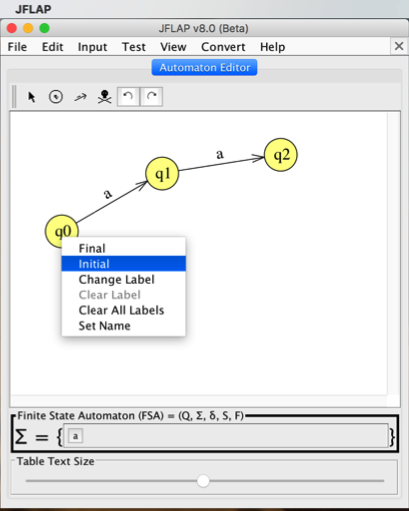 JFLAP
JFLAP v8.0 (Beta)
File Edit Input Test View Convert Help
Automaton Editor
a
q2
q1
a
q0
Final
Initial
Change Label
Clear Label
Clear All Labels
Set Name
Finite State Automaton (FSA) = (Q, Σ, δ, S, F)
Σ = { a }
Table Text Size